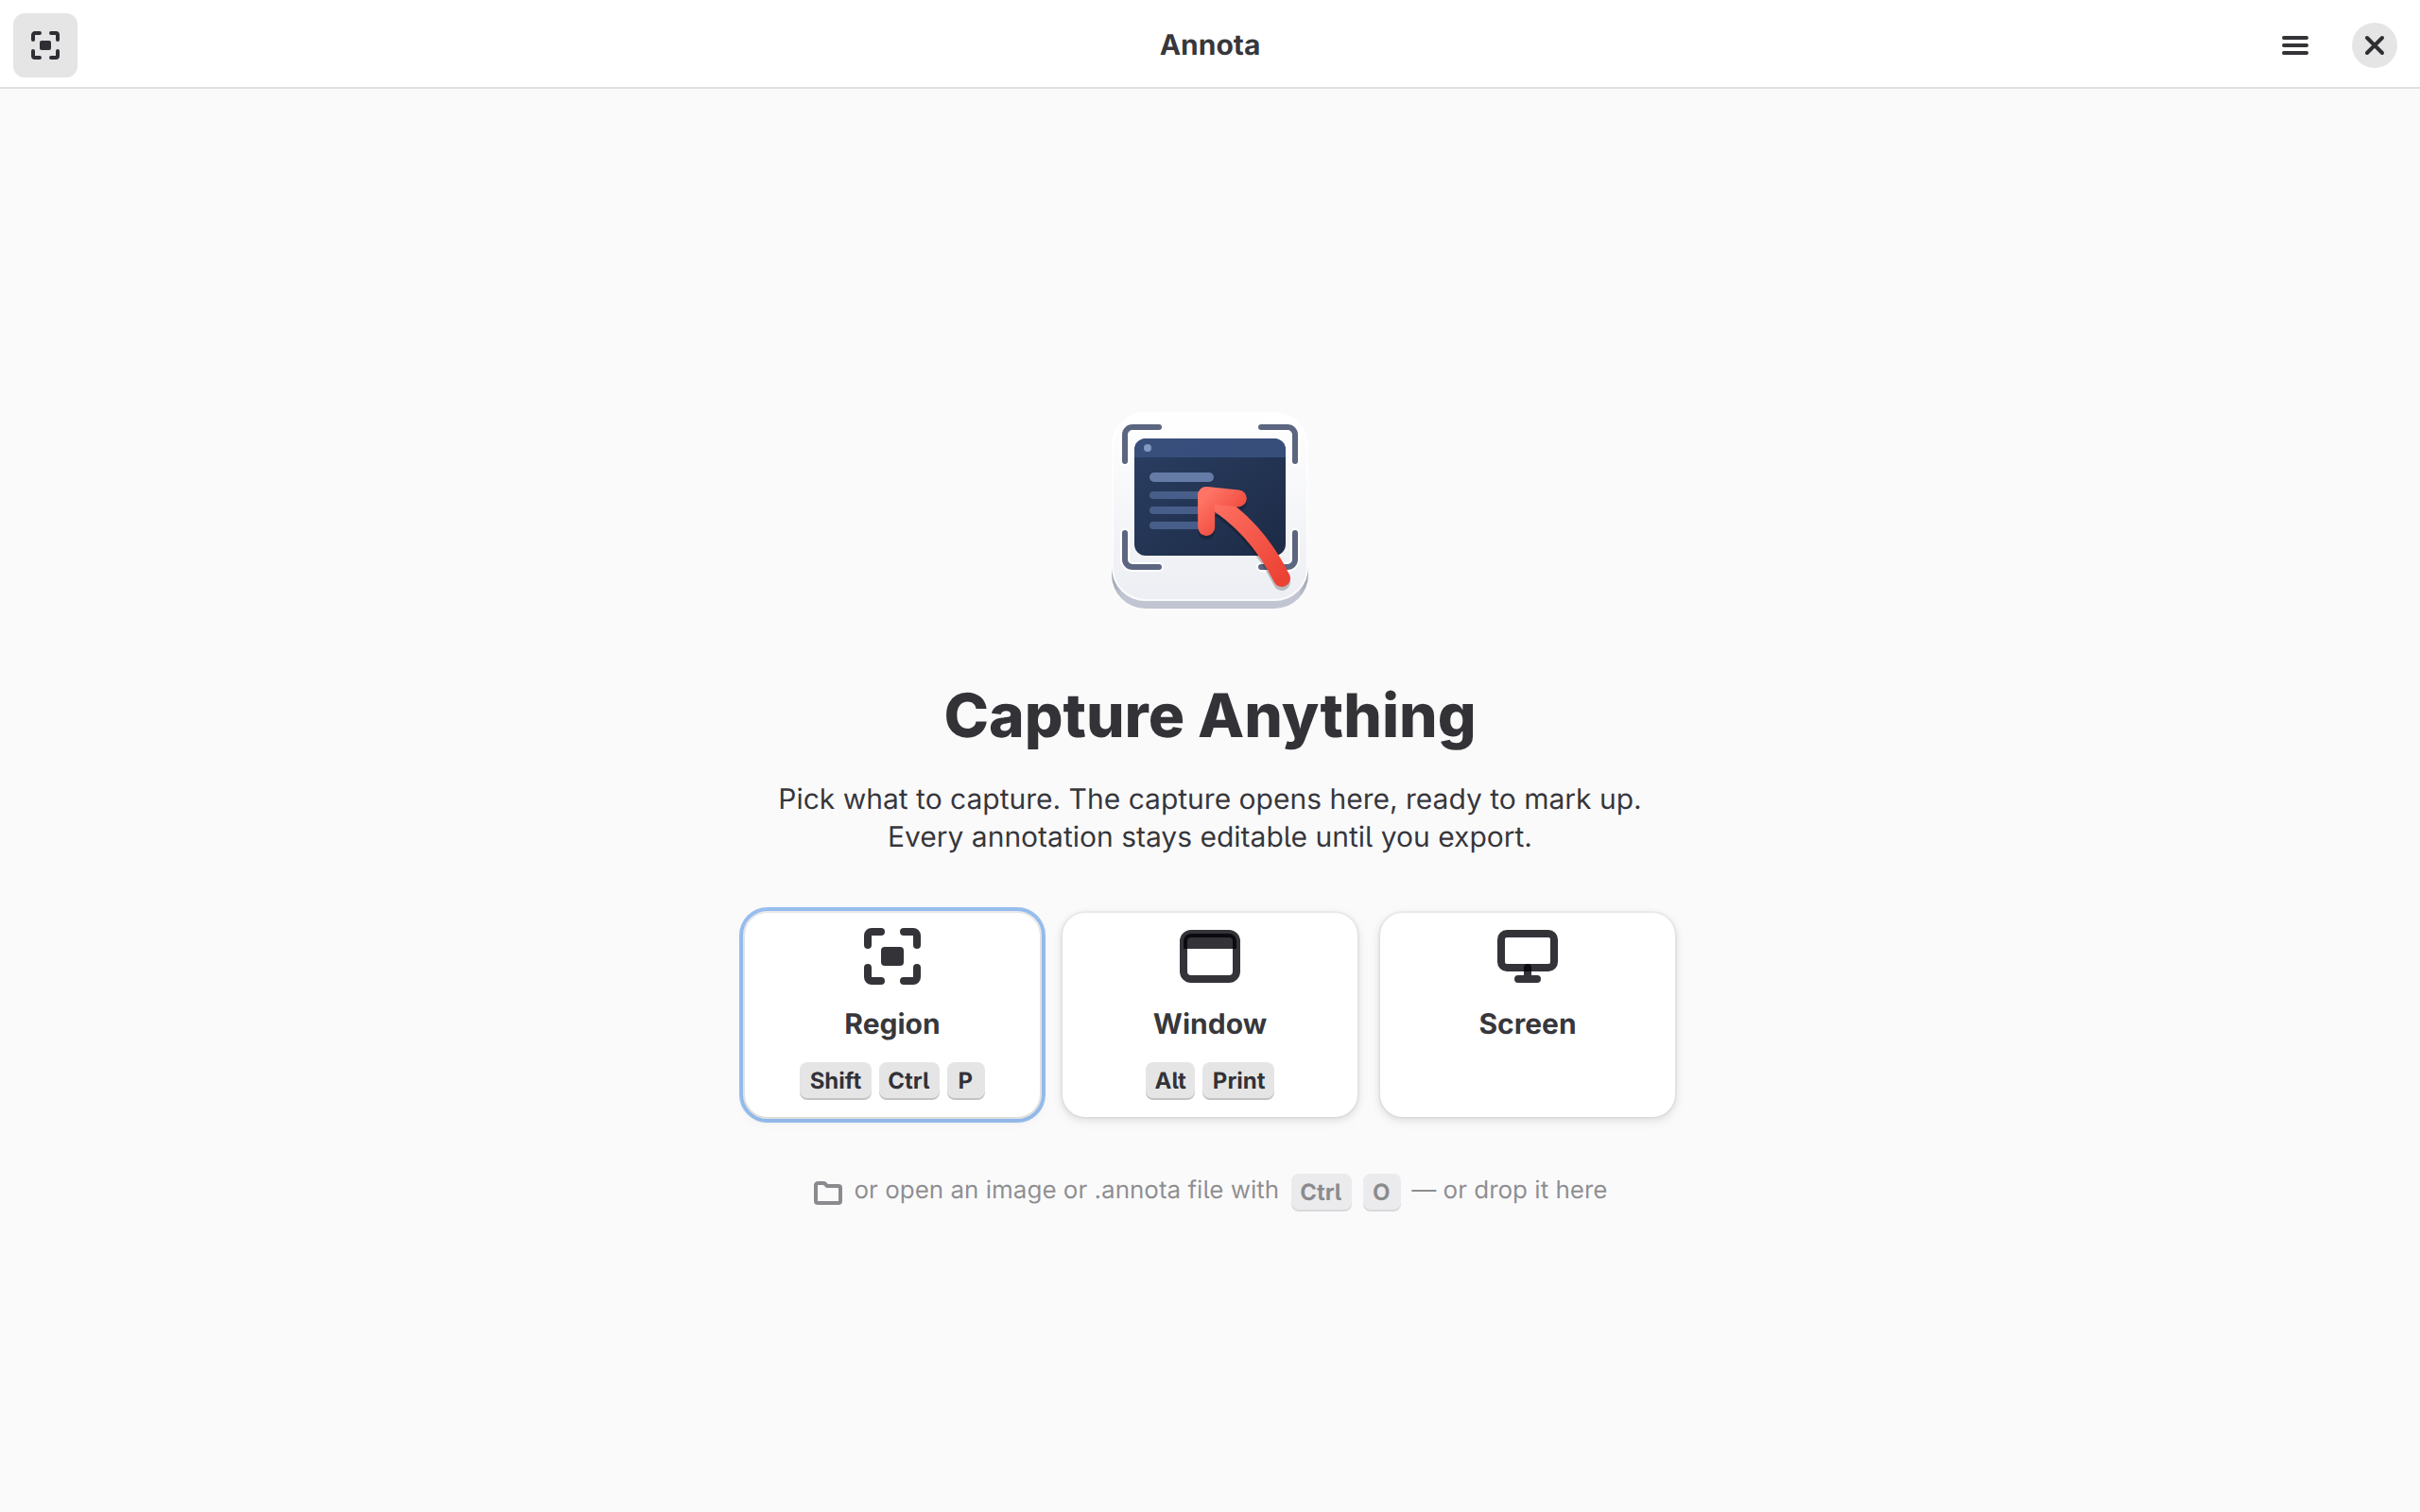 Annota
Capture Anything
Pick what to capture. The capture opens here, ready to mark up.
Every annotation stays editable until you export.
Region
Shift Ctrl P
Window
Alt Print
Screen
or open an image or .annota file with Ctrl O — or drop it here